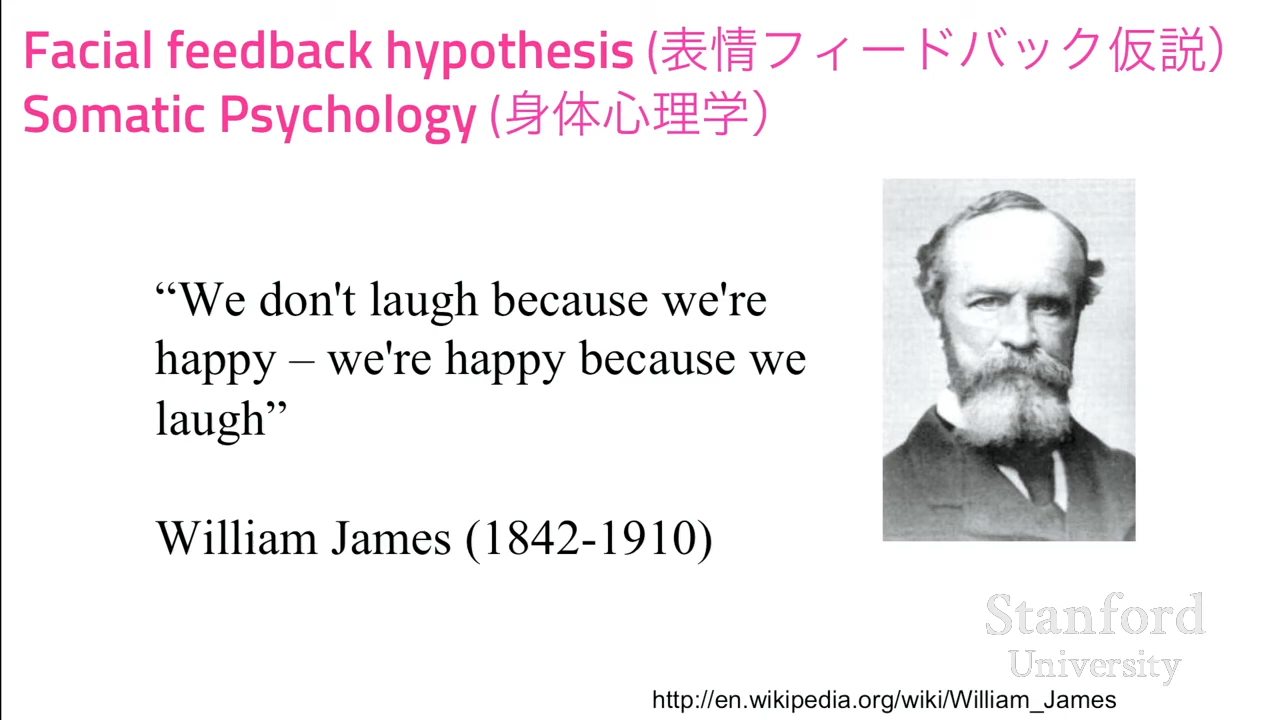 Facial feedback hypothesis (表情フィードバック仮説）
Somatic Psychology (身体心理学）
“We don't laugh because we're
happy – we're happy because we
laugh”
William James (1842-1910)
Stanford
University
http://en.wikipedia.org/wiki/William_James